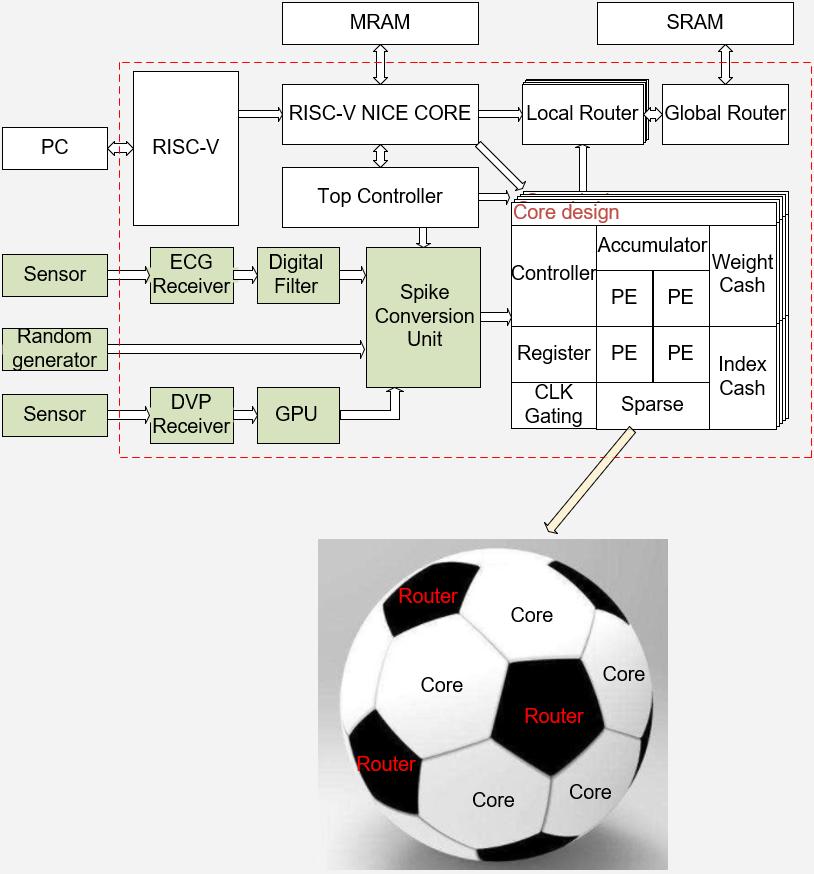 MRAM
SRAM
PC
RISC-V
RISC-V NICE CORE
Local Router
Global Router
Top Controller
Sensor
ECG
Receiver
Digital
Filter
Spike
Conversion
Unit
Random
generator
Sensor
DVP
Receiver
GPU
Core design
Controller
Accumulator
Weight
Cash
PE
PE
Register
PE
PE
Index
Cash
CLK
Gating
Sparse
Router
Core
Core
Core
Router
Router
Core
Core